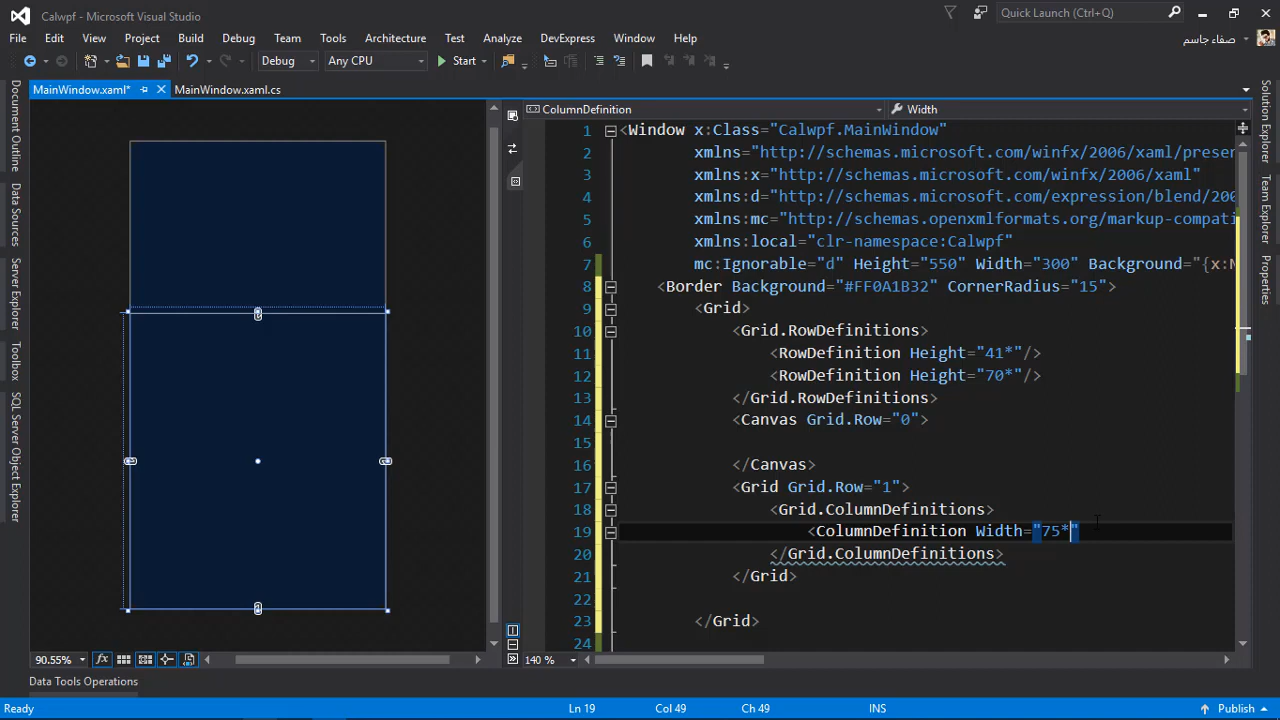 Calwpf - Microsoft Visual Studio
Quick Launch (Ctrl+Q)
File Edit View Project Build Debug Team Tools Architecture Test Analyze DevExpress Window Help
صفاء جاسم
Debug Any CPU Start
MainWindow.xaml* MainWindow.xaml.cs
Document Outline
Data Sources
Server Explorer
Toolbox
SQL Server Object Explorer
ColumnDefinition Width
1 <Window x:Class="Calwpf.MainWindow"
2 xmlns="http://schemas.microsoft.com/winfx/2006/xaml/presen
3 xmlns:x="http://schemas.microsoft.com/winfx/2006/xaml"
4 xmlns:d="http://schemas.microsoft.com/expression/blend/200
5 xmlns:mc="http://schemas.openxmlformats.org/markup-compati
6 xmlns:local="clr-namespace:Calwpf"
7 mc:Ignorable="d" Height="550" Width="300" Background="{x:N
8 <Border Background="#FF0A1B32" CornerRadius="15">
9 <Grid>
10 <Grid.RowDefinitions>
11 <RowDefinition Height="41*"/>
12 <RowDefinition Height="70*"/>
13 </Grid.RowDefinitions>
14 <Canvas Grid.Row="0">
15
16 </Canvas>
17 <Grid Grid.Row="1">
18 <Grid.ColumnDefinitions>
19 <ColumnDefinition Width="75*"
20 </Grid.ColumnDefinitions>
21 </Grid>
22
23 </Grid>
24
Solution Explorer
Team Explorer
Properties
90.55% fx
140 %
Data Tools Operations
Ready Ln 19 Col 49 Ch 49 INS Publish